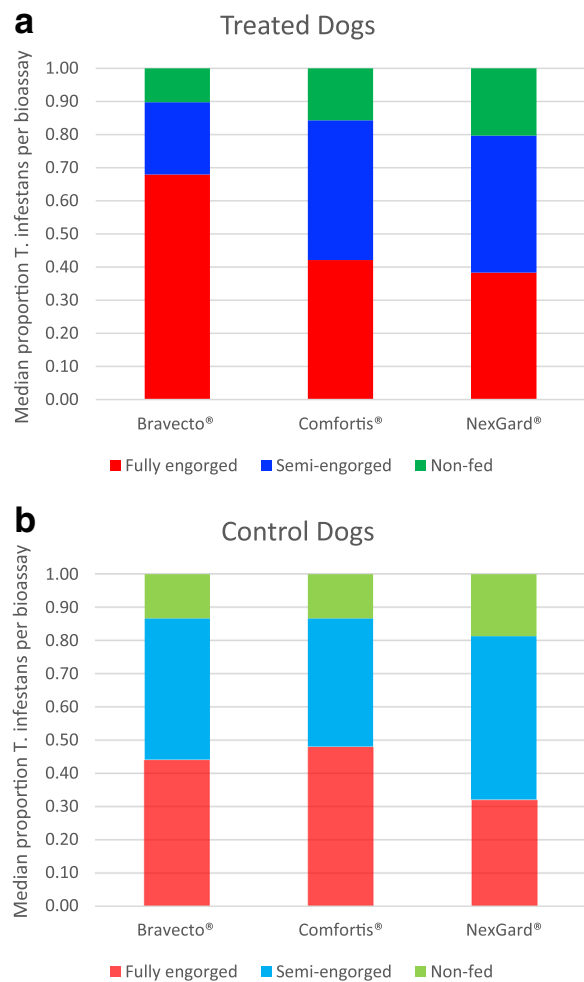 a
Treated Dogs
Median proportion T. infestans per bioassay
1.00
0.90
0.80
0.70
0.60
0.50
0.40
0.30
0.20
0.10
0.00
Bravecto® Comfortis® NexGard®
Fully engorged Semi-engorged Non-fed
b
Control Dogs
Median proportion T. infestans per bioassay
1.00
0.90
0.80
0.70
0.60
0.50
0.40
0.30
0.20
0.10
0.00
Bravecto® Comfortis® NexGard®
Fully engorged Semi-engorged Non-fed